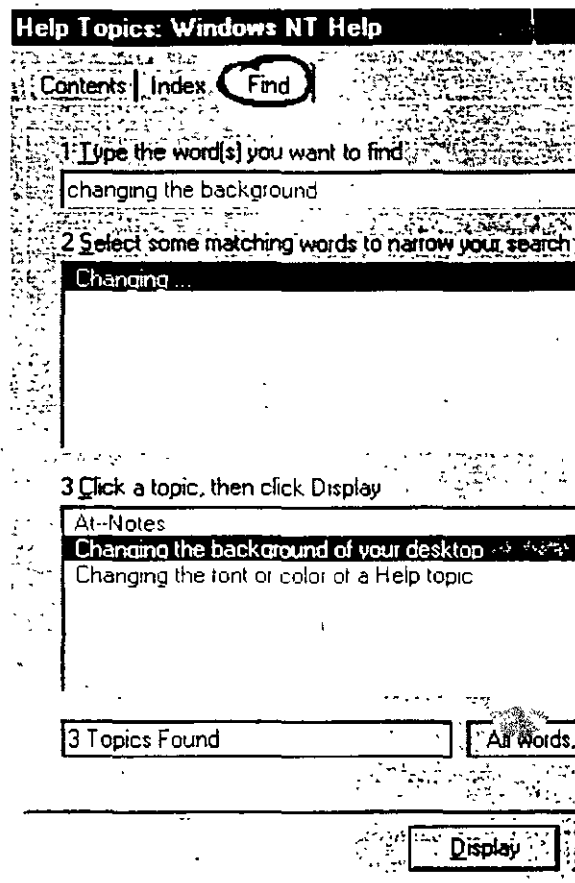 Help Topics: Windows NT Help
Contents Index Find
1 Type the word(s) you want to find
changing the background
2 Select some matching words to narrow your search
Changing ...
3 Click a topic, then click Display
At--Notes
Changing the background of your desktop
Changing the font or color of a Help topic
3 Topics Found
All words,
Display